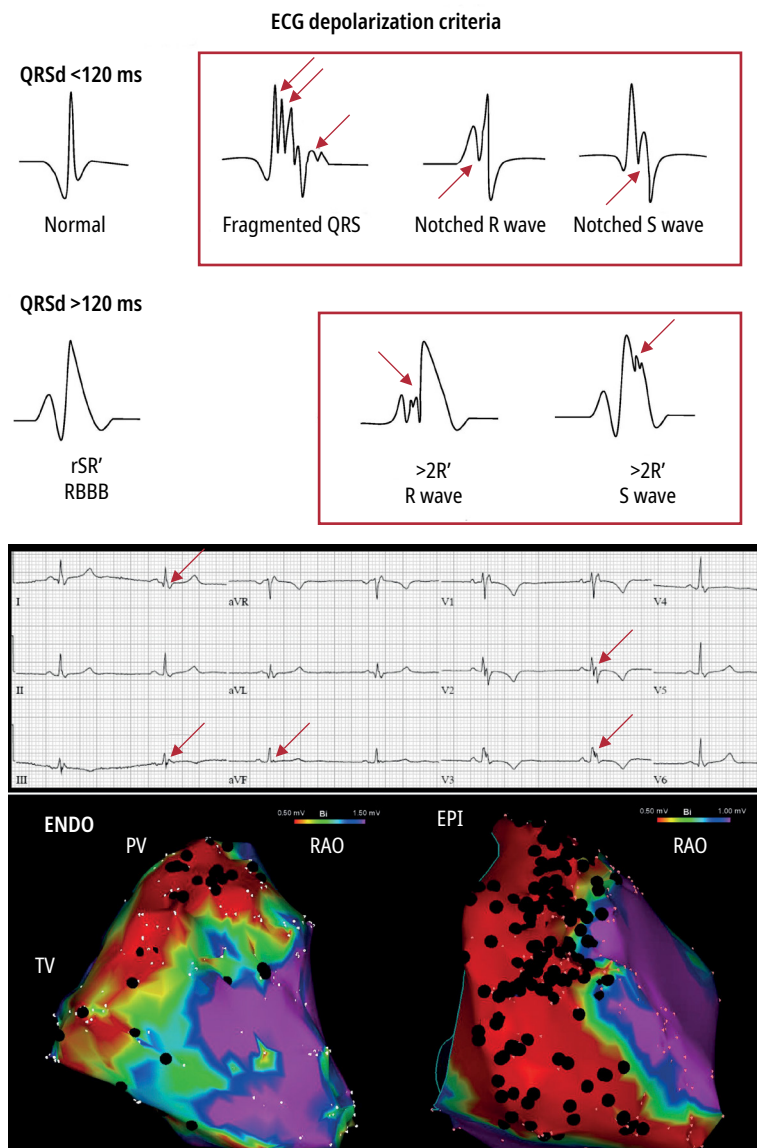 ECG depolarization criteria
QRSd <120 ms
Normal
Fragmented QRS
Notched R wave
Notched S wave
QRSd >120 ms
rSR’
RBBB
>2R’
R wave
>2R’
S wave
I
aVR
V1
V4
II
aVL
V2
V5
III
aVF
V3
V6
ENDO
0.50 mV Bi 1.50 mV
PV
RAO
TV
EPI
0.50 mV Bi 1.00 mV
RAO